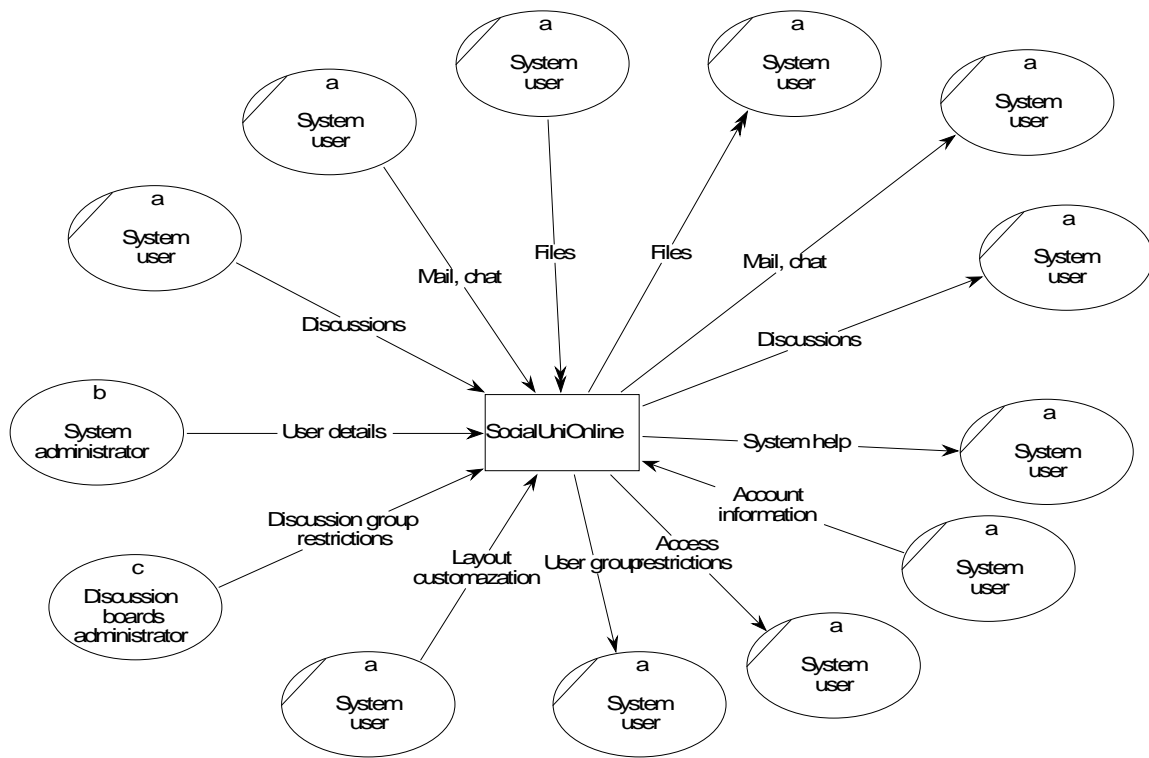 a
System
user
a
System
user
a
System
user
a
System
user
a
System
user
a
System
user
Files
Files
Mail, chat
Mail, chat
Discussions
Discussions
b
System
administrator
User details
SocialUniOnline
System help
a
System
user
Discussion group
restrictions
Account
information
Layout
customazation
User group
Access
restrictions
a
System
user
c
Discussion
boards
administrator
a
System
user
a
System
user
a
System
user